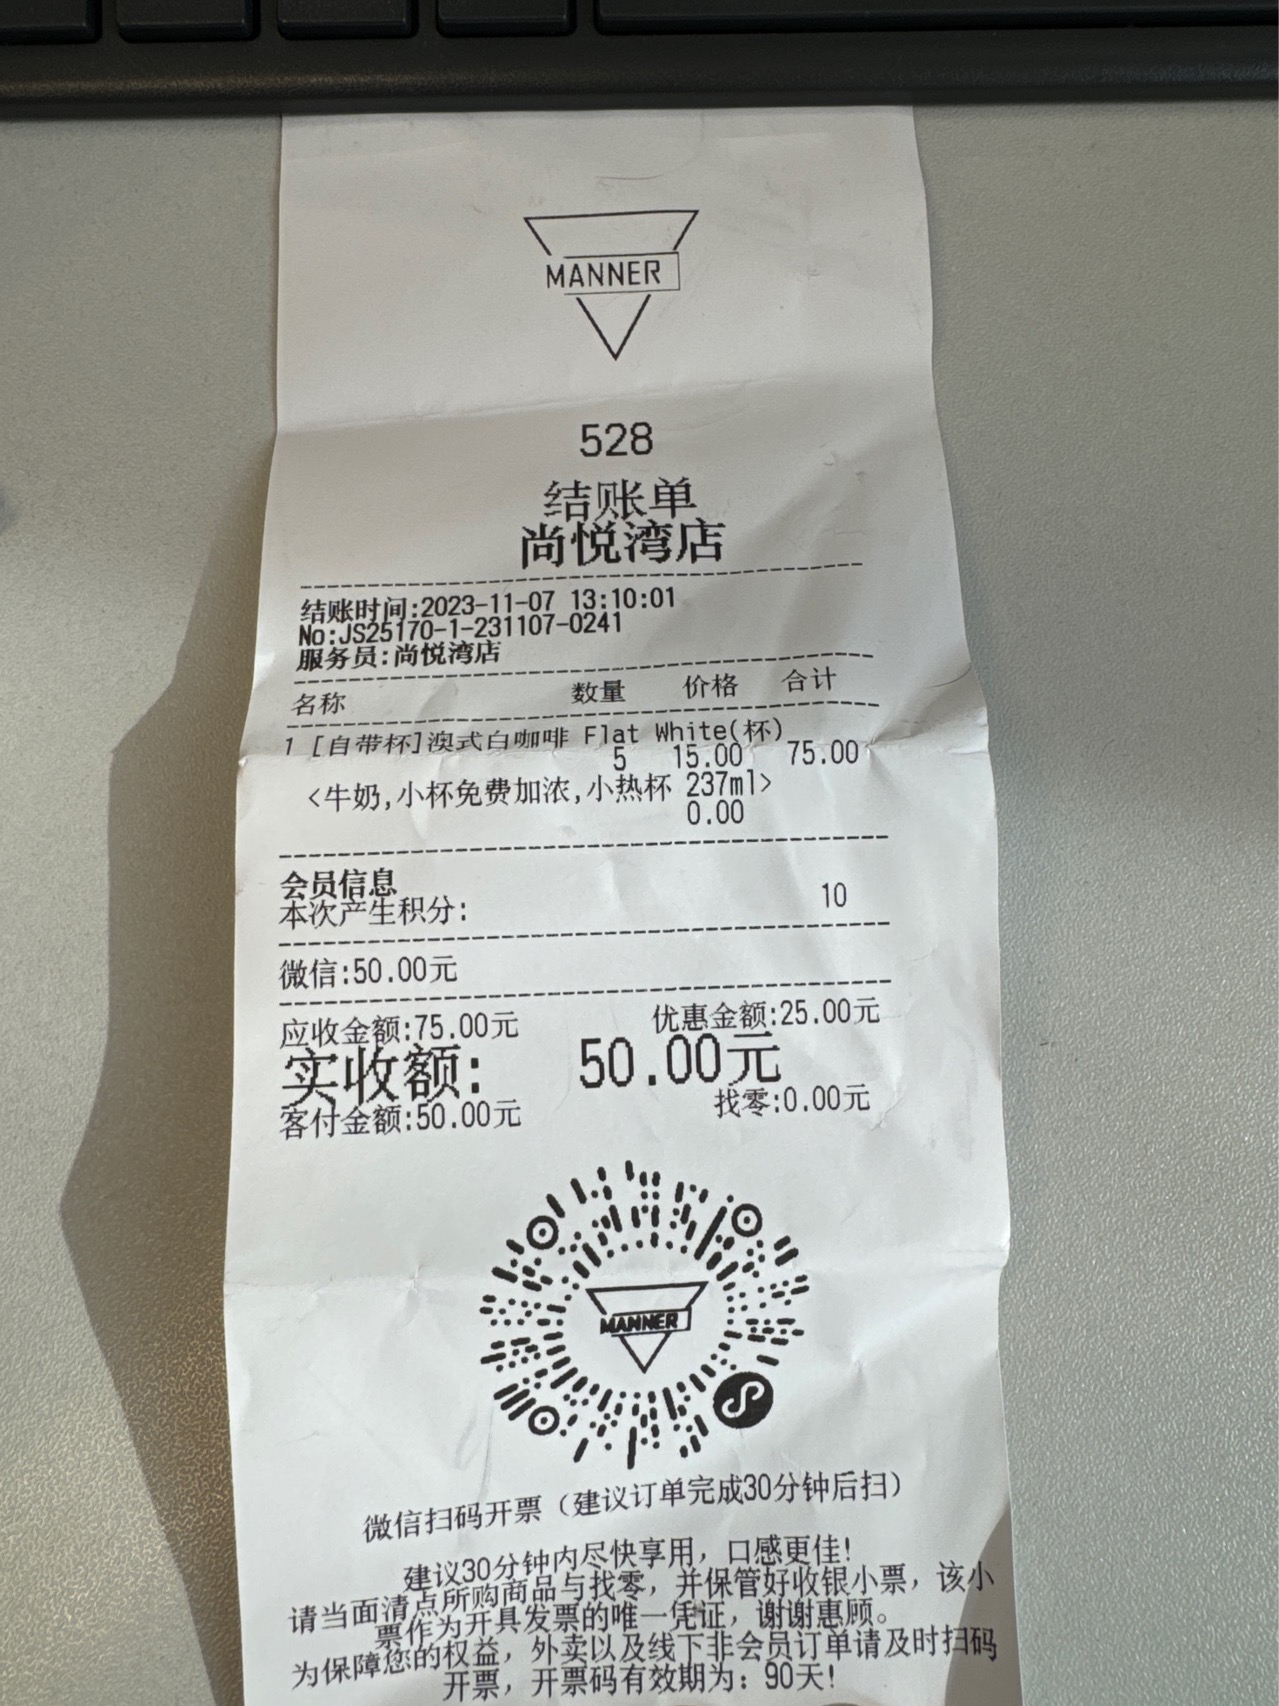 MANNER
528
结账单
尚悦湾店
结账时间:2023-11-07 13:10:01
No:JS25170-1-231107-0241
服务员:尚悦湾店
名称 数量 价格 合计
1 [自带杯]澳式白咖啡 Flat White(杯)
5 15.00 75.00
<牛奶,小杯免费加浓,小热杯 237ml>
0.00
会员信息
本次产生积分: 10
微信:50.00元
应收金额:75.00元 优惠金额:25.00元
实收额: 50.00元
客付金额:50.00元 找零:0.00元
MANNER
微信扫码开票（建议订单完成30分钟后扫）
建议30分钟内尽快享用，口感更佳!
请当面清点所购商品与找零，并保管好收银小票，该小
票作为开具发票的唯一凭证，谢谢惠顾。
为保障您的权益，外卖以及线下非会员订单请及时扫码
开票，开票码有效期为：90天!